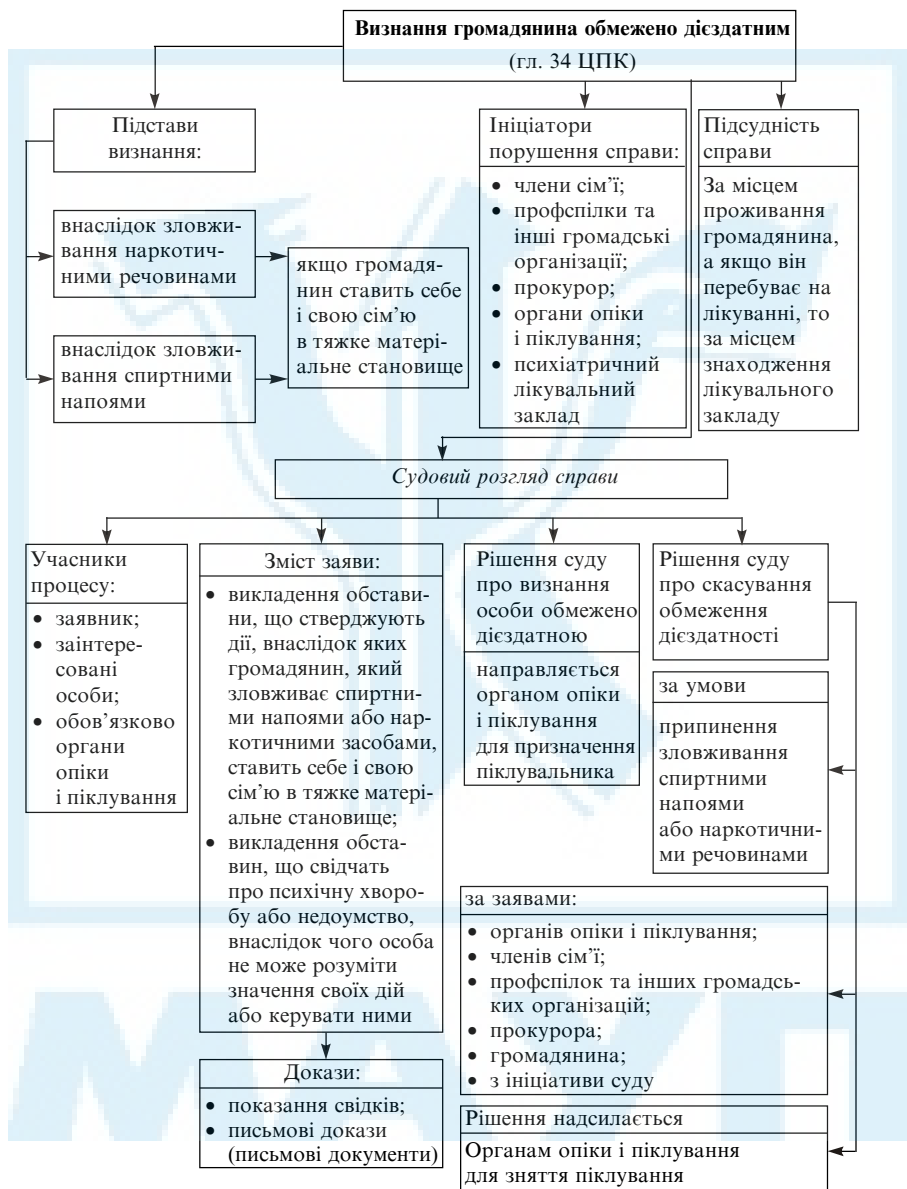 Визнання громадянина обмежено дієздатним
(гл. 34 ЦПК)
Підстави
визнання:
внаслідок зловжи-
вання наркотич-
ними речовинами
внаслідок зловжи-
вання спиртними
напоями
якщо громадя-
нин ставить себе
і свою сім’ю
в тяжке матері-
альне становище
Ініціатори
порушення справи:
• члени сім’ї;
• профспілки та
інші громадські
організації;
• прокурор;
• органи опіки
і піклування;
• психіатричний
лікувальний
заклад
Підсудність
справи
За місцем
проживання
громадянина,
а якщо він
перебуває на
лікуванні, то
за місцем
знаходження
лікувального
закладу
Судовий розгляд справи
Учасники
процесу:
• заявник;
• заінтере-
совані
особи;
• обов’язково
органи
опіки
і піклування
Зміст заяви:
• викладення обстави-
ни, що стверджують
дії, внаслідок яких
громадянин, який
зловживає спиртни-
ми напоями або нар-
котичними засобами,
ставить себе і свою
сім’ю в тяжке матері-
альне становище;
• викладення обста-
вин, що свідчать
про психічну хворо-
бу або недоумство,
внаслідок чого особа
не може розуміти
значення своїх дій
або керувати ними
Докази:
• показання свідків;
• письмові докази
(письмові документи)
Рішення суду
про визнання
особи обмежено
дієздатною
направляється
органом опіки
і піклування
для призначення
піклувальника
Рішення суду
про скасування
обмеження
дієздатності
за умови
припинення
зловживання
спиртними
напоями
або наркотични-
ми речовинами
за заявами:
• органів опіки і піклування;
• членів сім’ї;
• профспілок та інших громадсь-
ких організацій;
• прокурора;
• громадянина;
• з ініціативи суду
Рішення надсилається
Органам опіки і піклування
для зняття піклування
МАУП